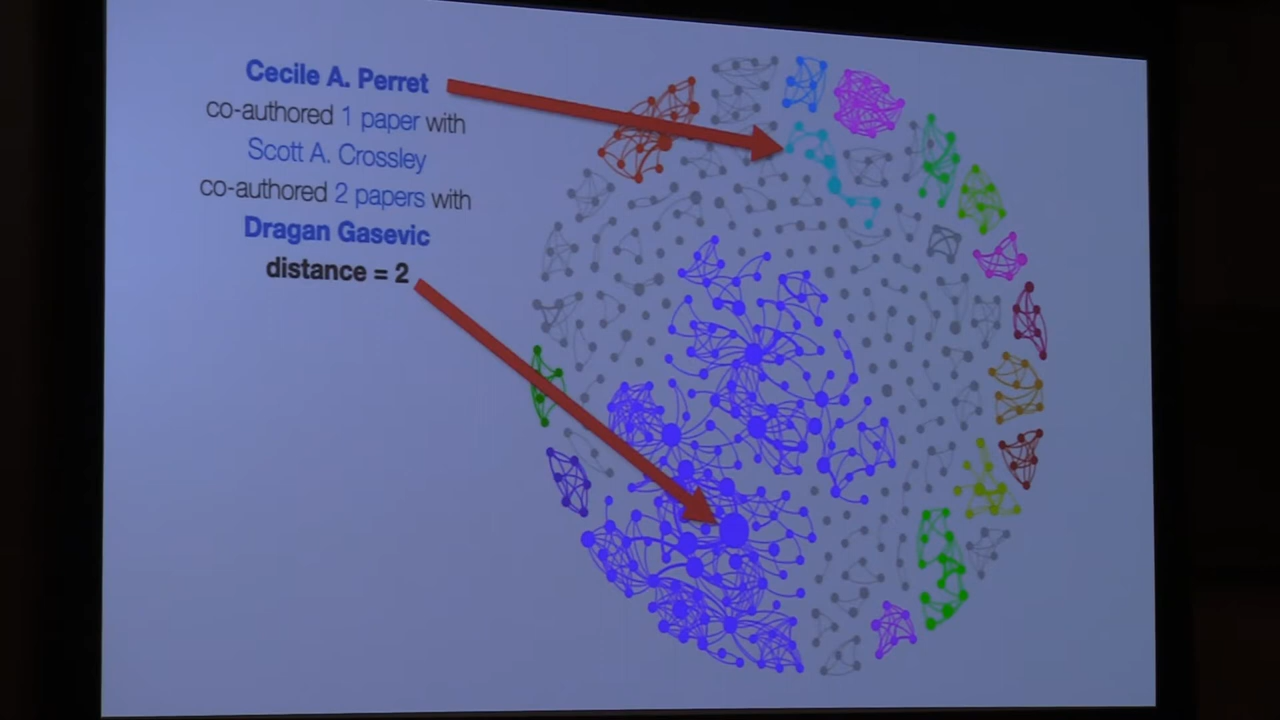 Cecile A. Perret
co-authored 1 paper with
Scott A. Crossley
co-authored 2 papers with
Dragan Gasevic
distance = 2